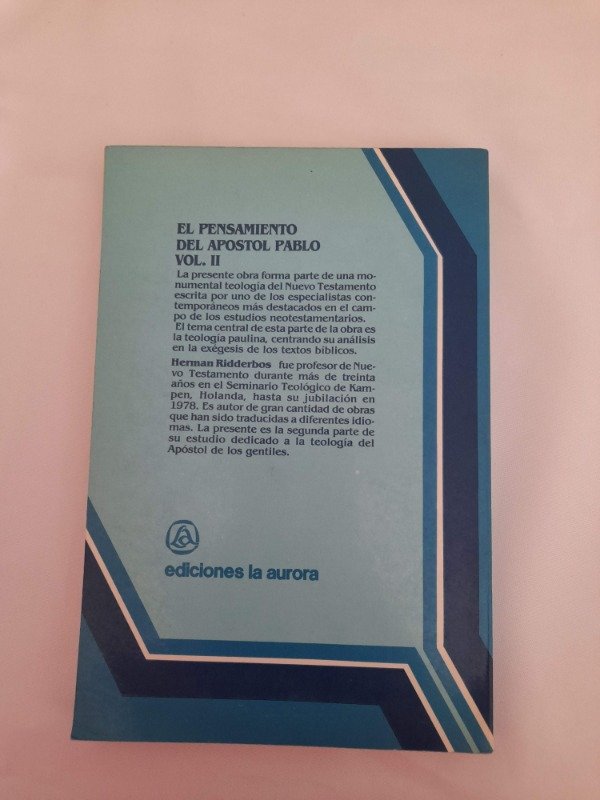 EL PENSAMIENTO
DEL APOSTOL PABLO
VOL. II
La presente obra forma parte de una mo-
numental teología del Nuevo Testamento
escrita por uno de los especialistas con-
temporáneos más destacados en el cam-
po de los estudios neotestamentarios.
El tema central de esta parte de la obra es
la teología paulina, centrando su análisis
en la exégesis de los textos bíblicos.
Herman Ridderbos fue profesor de Nue-
vo Testamento durante más de treinta
años en el Seminario Teológico de Kam-
pen, Holanda, hasta su jubilación en
1978. Es autor de gran cantidad de obras
que han sido traducidas a diferentes idio-
mas. La presente es la segunda parte de
su estudio dedicado a la teología del
Apóstol de los gentiles.
ediciones la aurora